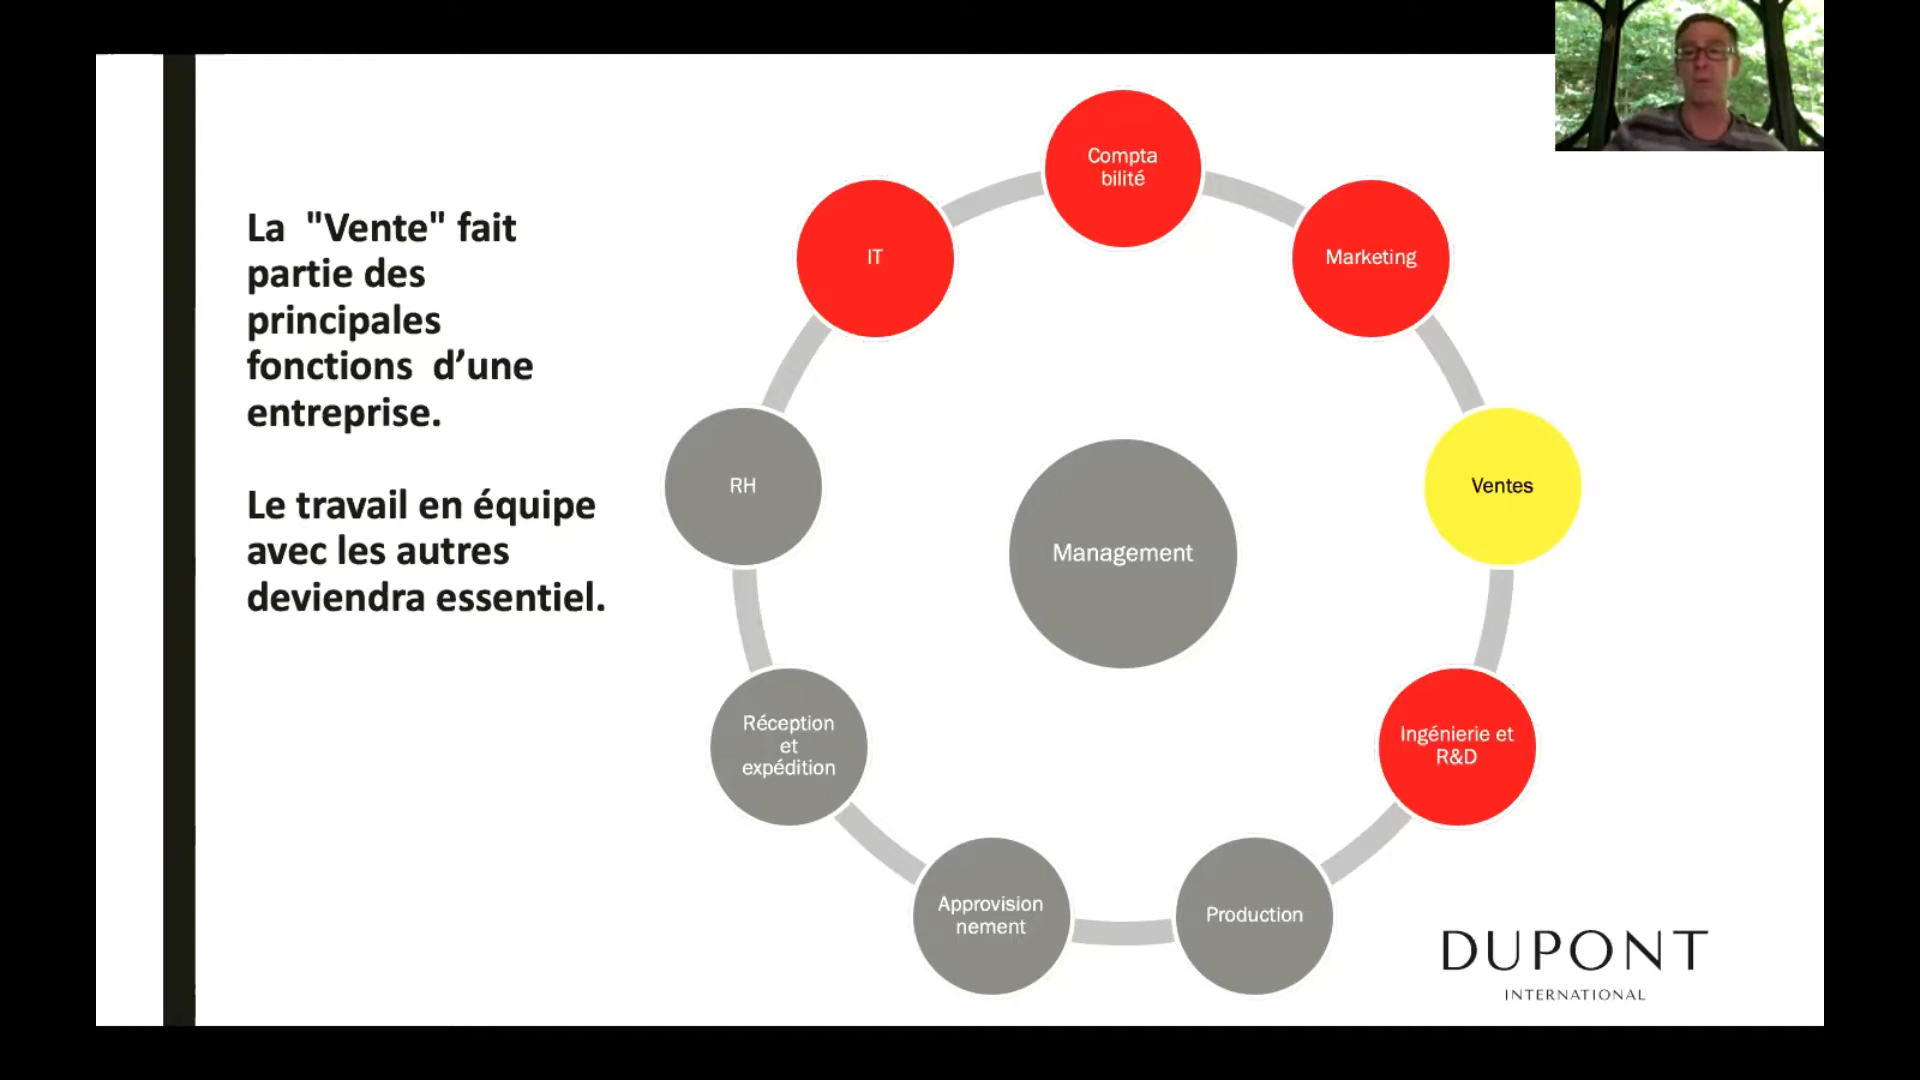 La  "Vente" fait
partie des
principales
fonctions  d’une
entreprise.
Le travail en équipe
avec les autres
deviendra essentiel.
Compta
bilité
IT
Marketing
RH
Ventes
Management
Réception
et
expédition
Ingénierie et
R&D
Approvision
nement
Production
DUPONT
INTERNATIONAL